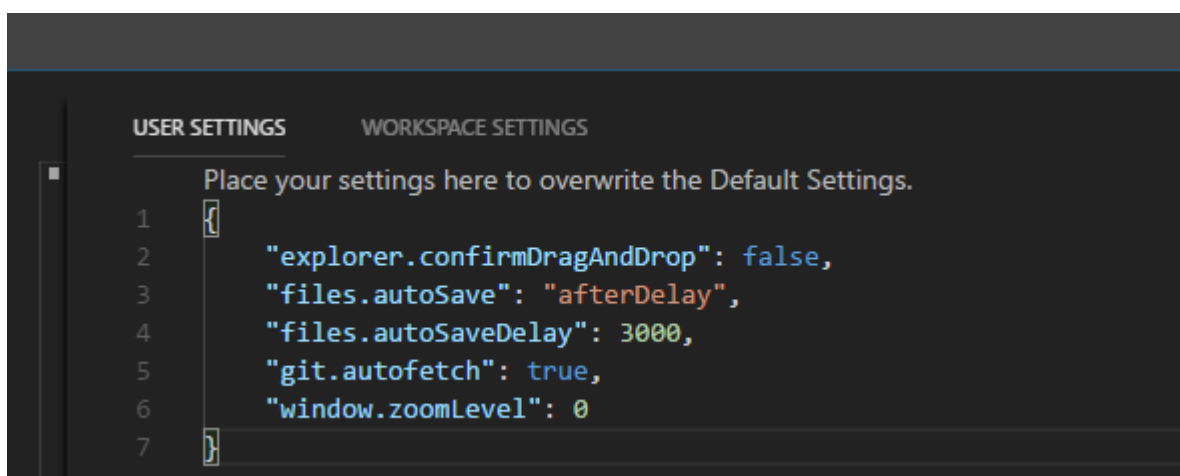 USER SETTINGS WORKSPACE SETTINGS
Place your settings here to overwrite the Default Settings.
1 {
2 "explorer.confirmDragAndDrop": false,
3 "files.autoSave": "afterDelay",
4 "files.autoSaveDelay": 3000,
5 "git.autofetch": true,
6 "window.zoomLevel": 0
7 }